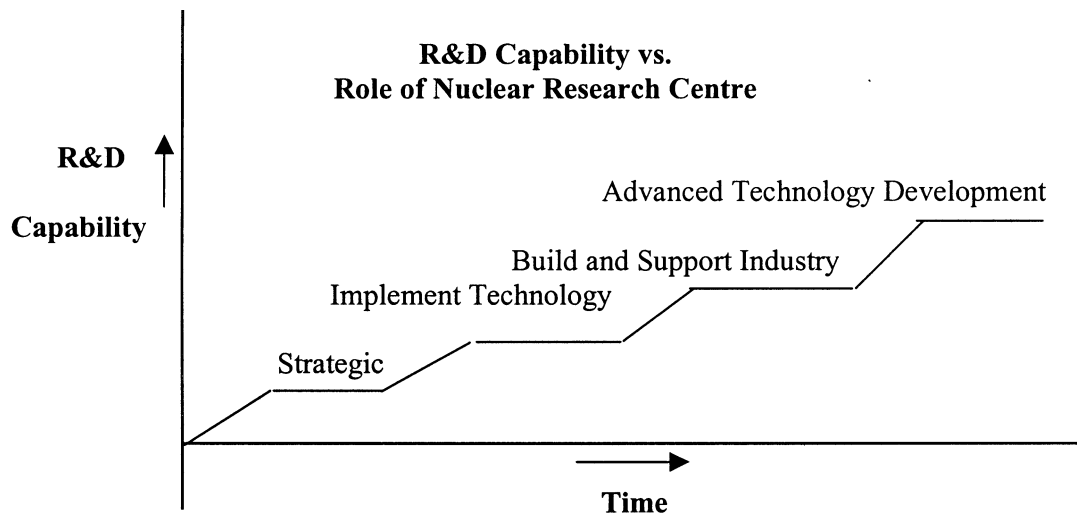 R&D Capability vs.
Role of Nuclear Research Centre
R&D
Capability
Advanced Technology Development
Build and Support Industry
Implement Technology
Strategic
Time